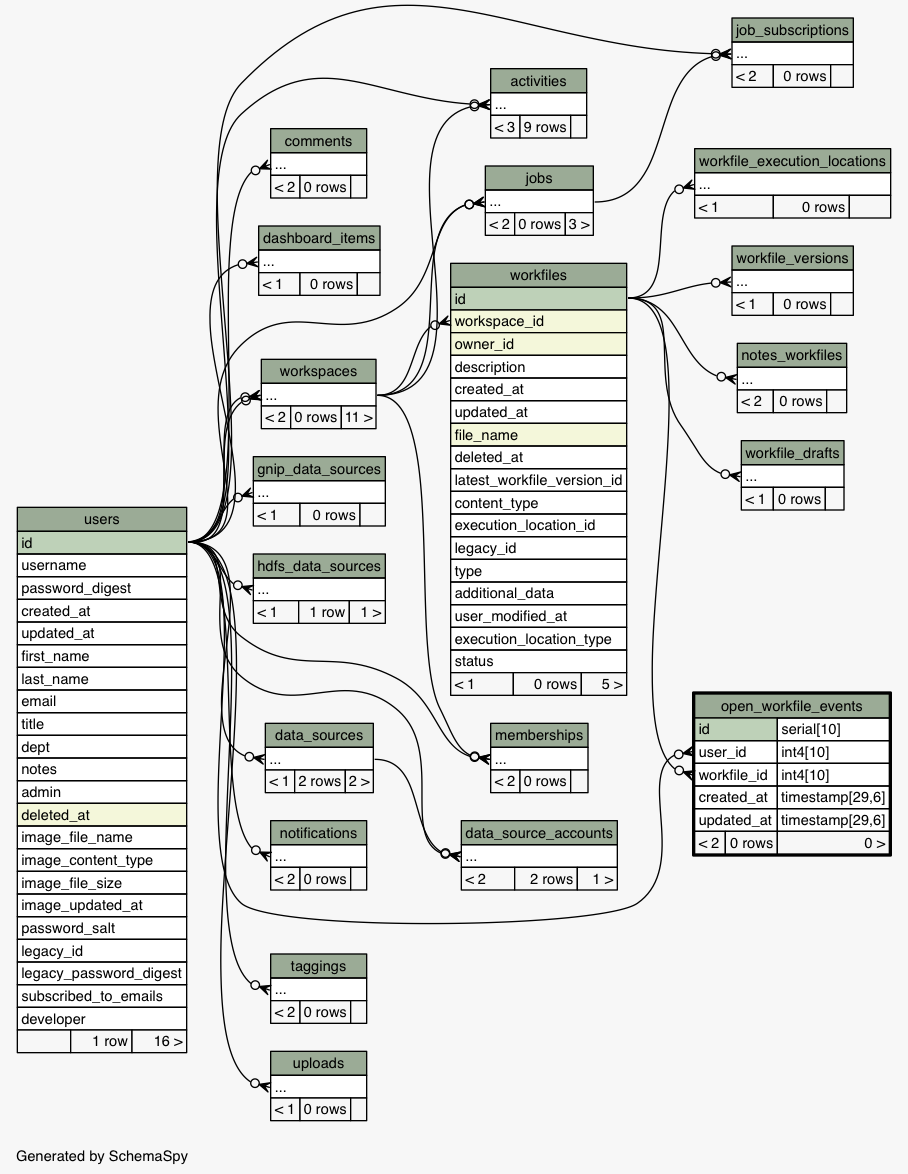 job_subscriptions
...
< 2 0 rows
activities
...
< 3 9 rows
comments
...
< 2 0 rows
workfile_execution_locations
...
< 1 0 rows
jobs
...
< 2 0 rows 3 >
dashboard_items
...
< 1 0 rows
workfile_versions
...
< 1 0 rows
workfiles
id
workspace_id
owner_id
description
created_at
updated_at
file_name
deleted_at
latest_workfile_version_id
content_type
execution_location_id
legacy_id
type
additional_data
user_modified_at
execution_location_type
status
< 1 0 rows 5 >
notes_workfiles
...
< 2 0 rows
workspaces
...
< 2 0 rows 11 >
workfile_drafts
...
< 1 0 rows
gnip_data_sources
...
< 1 0 rows
users
id
username
password_digest
created_at
updated_at
first_name
last_name
email
title
dept
notes
admin
deleted_at
image_file_name
image_content_type
image_file_size
image_updated_at
password_salt
legacy_id
legacy_password_digest
subscribed_to_emails
developer
1 row 16 >
hdfs_data_sources
...
< 1 1 row 1 >
open_workfile_events
id serial[10]
user_id int4[10]
workfile_id int4[10]
created_at timestamp[29,6]
updated_at timestamp[29,6]
< 2 0 rows 0 >
data_sources
...
< 1 2 rows 2 >
memberships
...
< 2 0 rows
notifications
...
< 2 0 rows
data_source_accounts
...
< 2 2 rows 1 >
taggings
...
< 2 0 rows
uploads
...
< 1 0 rows
Generated by SchemaSpy